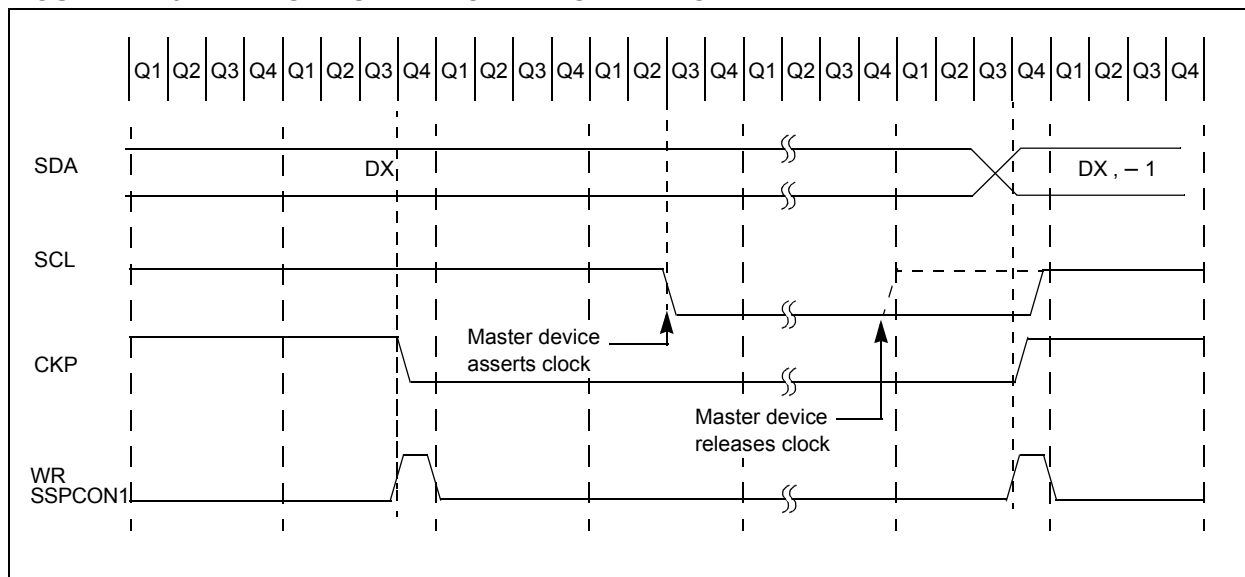 Q1 Q2 Q3 Q4 Q1 Q2 Q3 Q4 Q1 Q2 Q3 Q4 Q1 Q2 Q3 Q4 Q1 Q2 Q3 Q4 Q1 Q2 Q3 Q4 Q1 Q2 Q3 Q4
SDA
DX
DX , – 1
SCL
Master device
asserts clock
CKP
Master device
releases clock
WR
SSPCON1